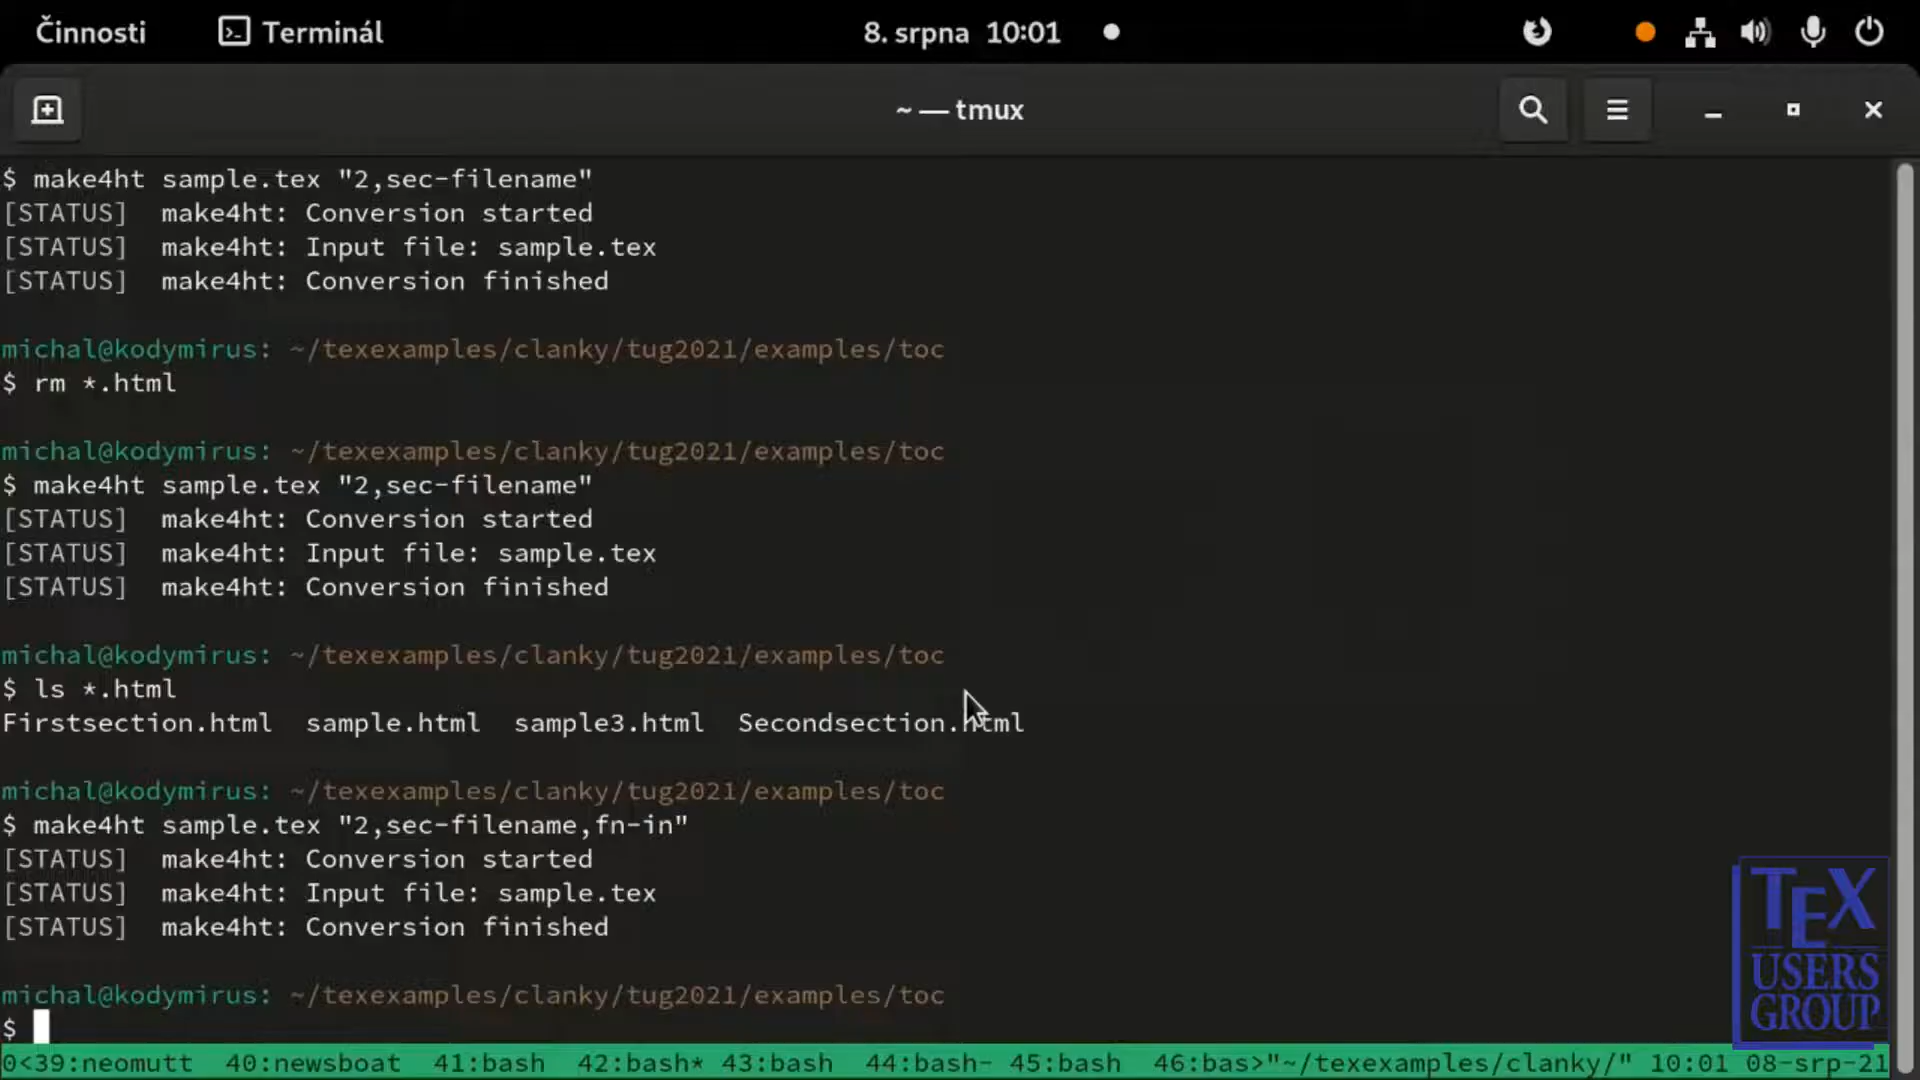 Činnosti Terminál 8. srpna 10:01
~ — tmux
$ make4ht sample.tex "2,sec-filename"
[STATUS] make4ht: Conversion started
[STATUS] make4ht: Input file: sample.tex
[STATUS] make4ht: Conversion finished
michal@kodymirus: ~/texexamples/clanky/tug2021/examples/toc
$ rm *.html
michal@kodymirus: ~/texexamples/clanky/tug2021/examples/toc
$ make4ht sample.tex "2,sec-filename"
[STATUS] make4ht: Conversion started
[STATUS] make4ht: Input file: sample.tex
[STATUS] make4ht: Conversion finished
michal@kodymirus: ~/texexamples/clanky/tug2021/examples/toc
$ ls *.html
Firstsection.html sample.html sample3.html Secondsection.html
michal@kodymirus: ~/texexamples/clanky/tug2021/examples/toc
$ make4ht sample.tex "2,sec-filename,fn-in"
[STATUS] make4ht: Conversion started
[STATUS] make4ht: Input file: sample.tex
[STATUS] make4ht: Conversion finished
michal@kodymirus: ~/texexamples/clanky/tug2021/examples/toc
$
TEX
USERS
GROUP
0<39:neomutt 40:newsboat 41:bash 42:bash* 43:bash 44:bash- 45:bash 46:bas>"~/texexamples/clanky/" 10:01 08-srp-21